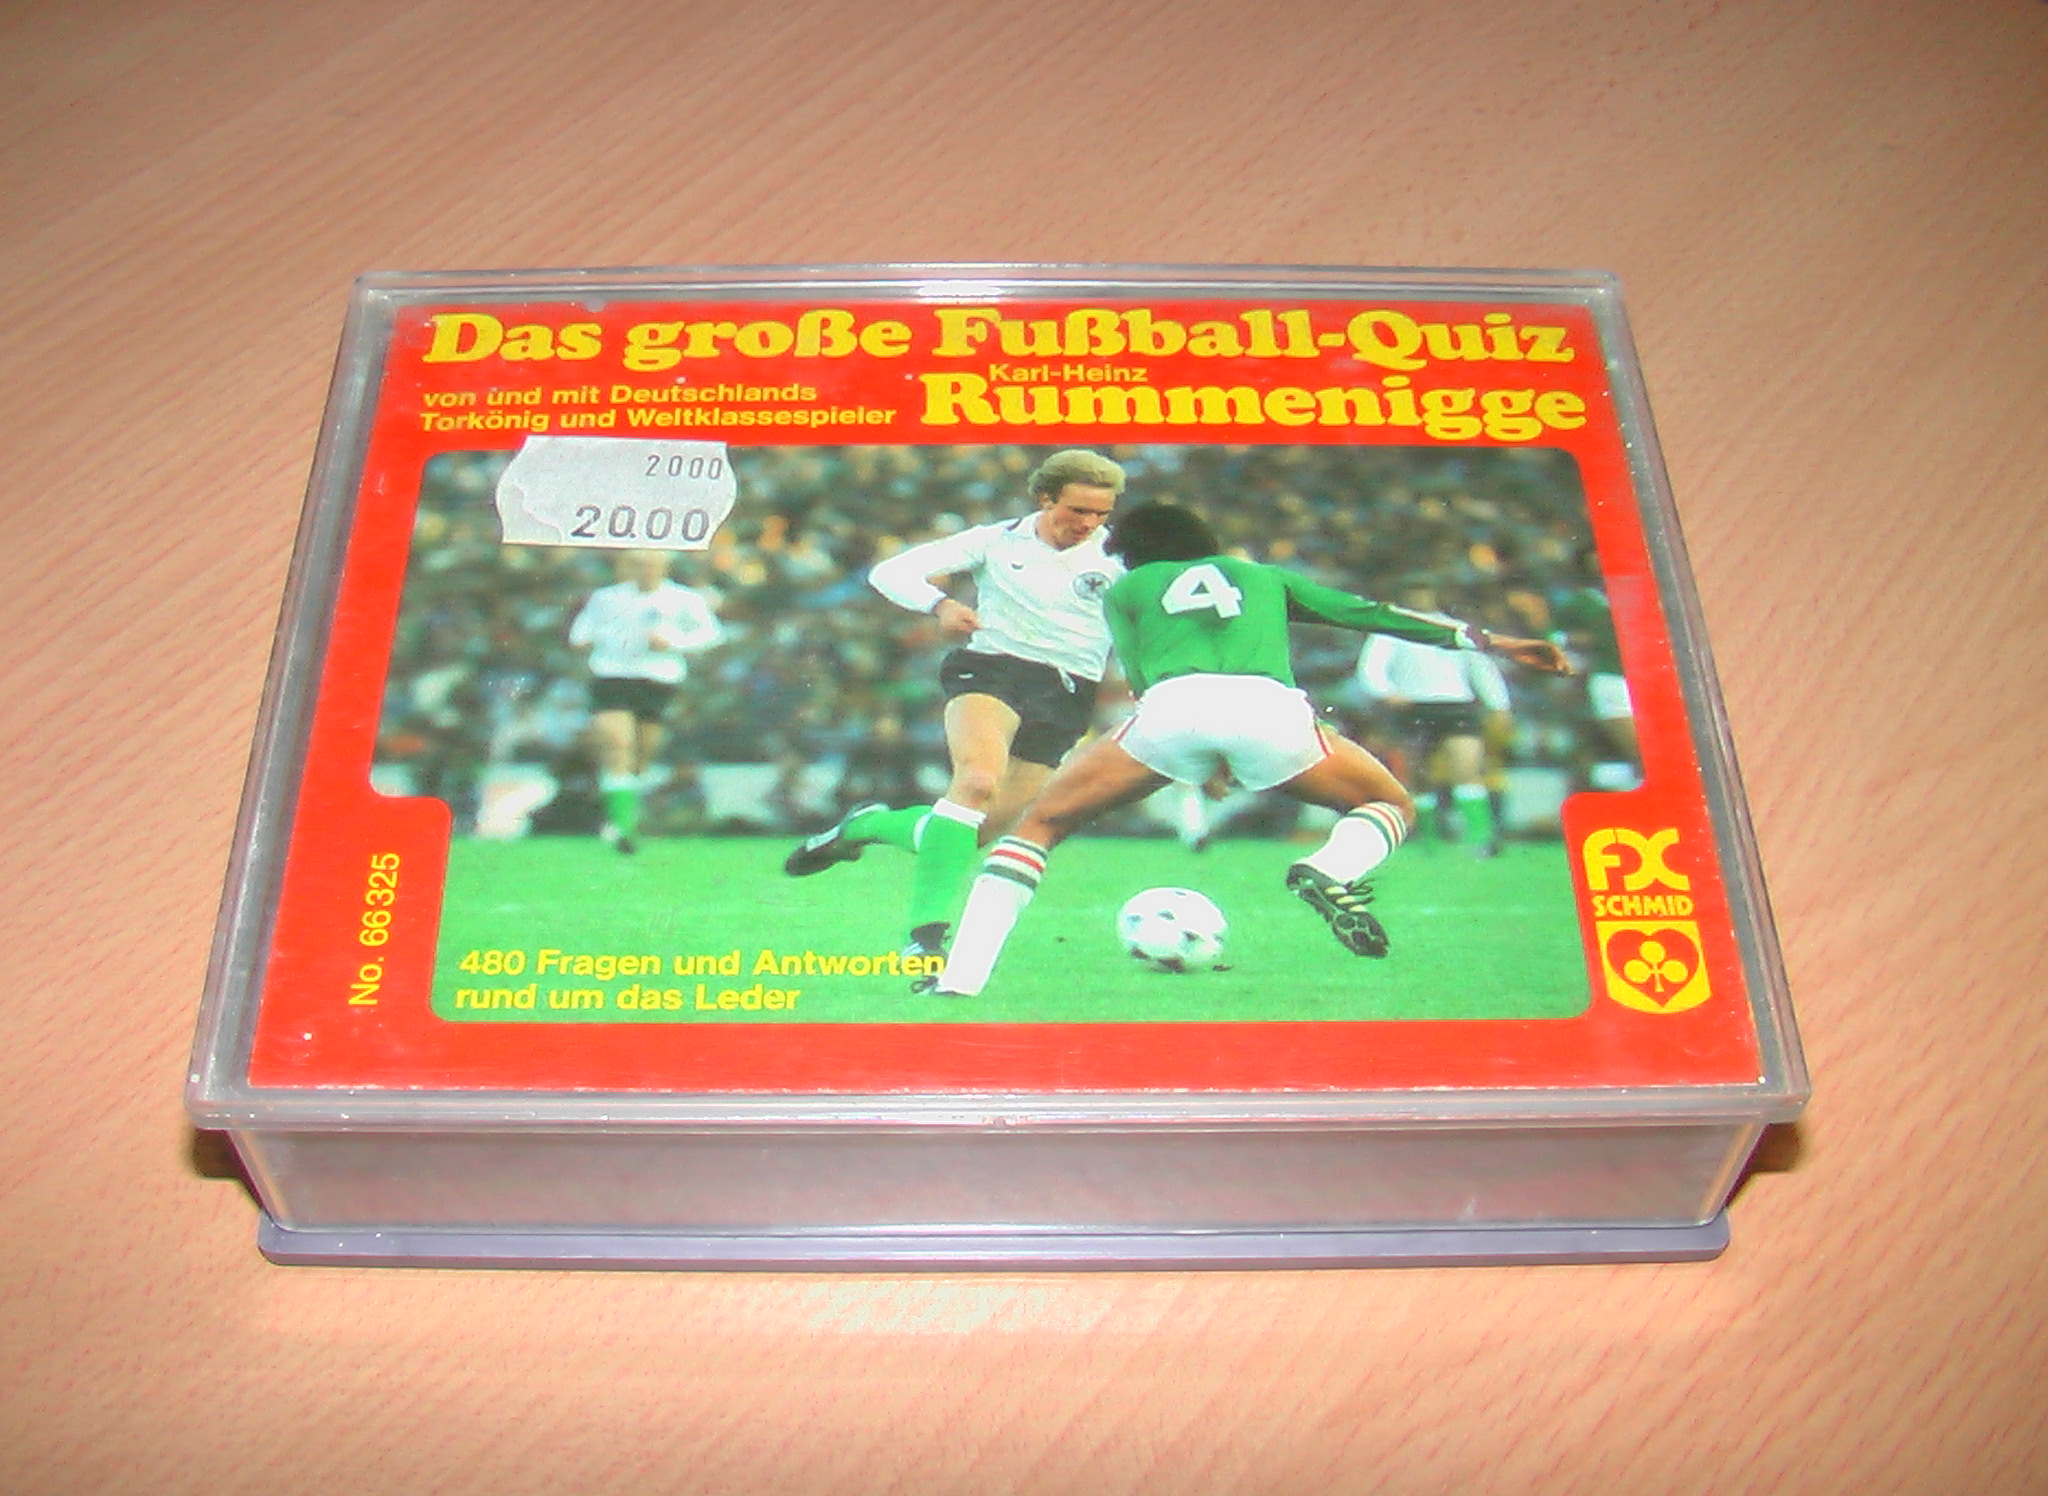 Das große Fußball-Quiz
von und mit Deutschlands
Torkönig und Weltklassespieler
Karl-Heinz
Rummenigge
2000
20.00
4
No. 66325
480 Fragen und Antworten
rund um das Leder
FX
SCHMID